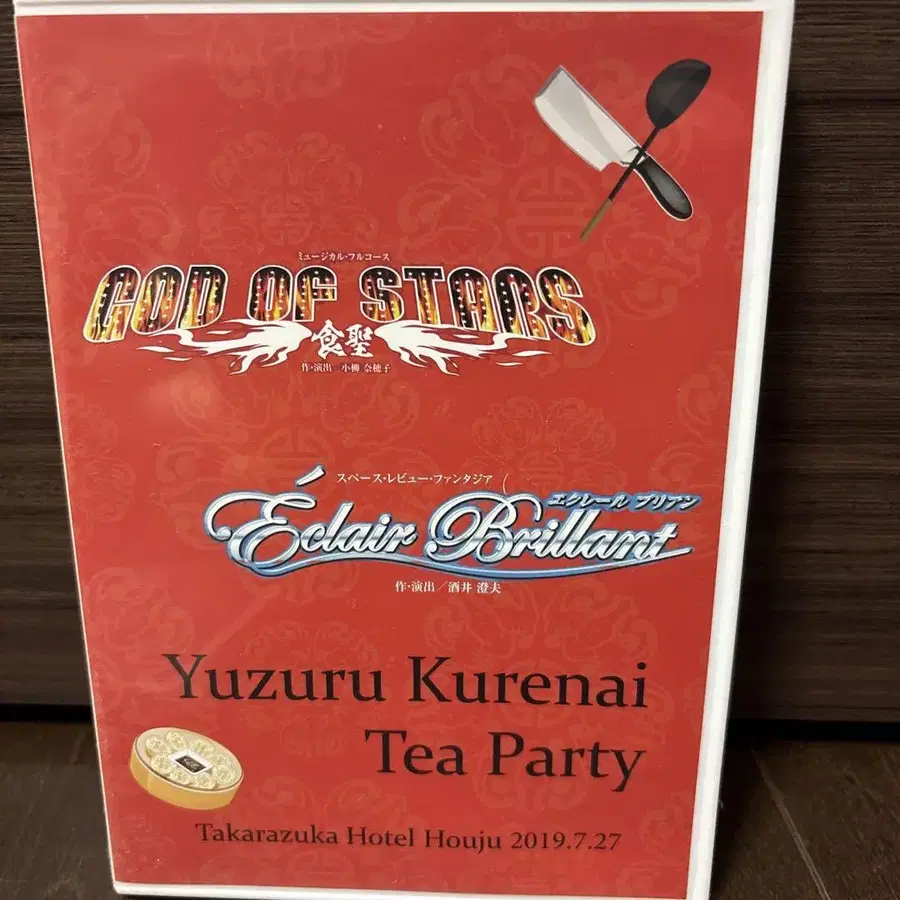 ミュージカル・フルコース
GOD OF STARS
食聖
作・演出 小柳 奈穂子
スペース・レビュー・ファンタジア
Éclair Brillant
エクレール ブリアン
作・演出/酒井 澄夫
Yuzuru Kurenai
Tea Party
Takarazuka Hotel Houju 2019.7.27